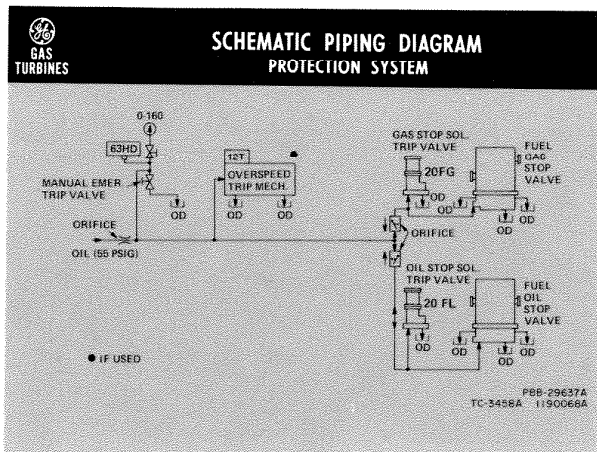 GE
GAS
TURBINES
SCHEMATIC PIPING DIAGRAM
PROTECTION SYSTEM
0-160
63HD
MANUAL EMER
TRIP VALVE
OD
ORIFICE
OIL (55 PSIG)
12T
OVERSPEED
TRIP MECH.
OD
OD
GAS STOP SOL.
TRIP VALVE
20FG
OD
OD
FUEL
GAS
STOP
VALVE
OD
OD
ORIFICE
OIL STOP SOL.
TRIP VALVE
20 FL
OD
FUEL
OIL
STOP
VALVE
OD
OD
OD
IF USED
PBB-29637A
TC-3458A 1190068A